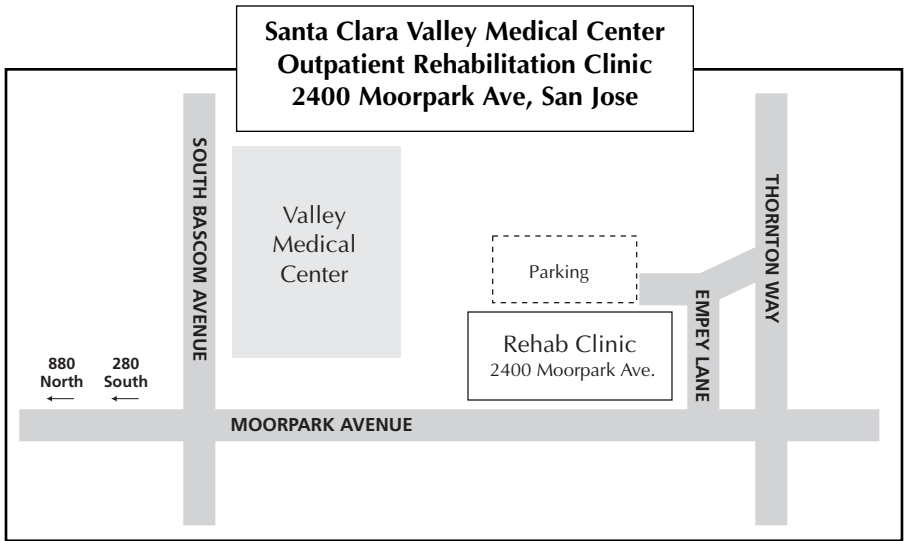 Santa Clara Valley Medical Center
Outpatient Rehabilitation Clinic
2400 Moorpark Ave, San Jose
SOUTH BASCOM AVENUE
Valley
Medical
Center
Parking
THORNTON WAY
EMPEY LANE
Rehab Clinic
2400 Moorpark Ave.
880
North
280
South
MOORPARK AVENUE